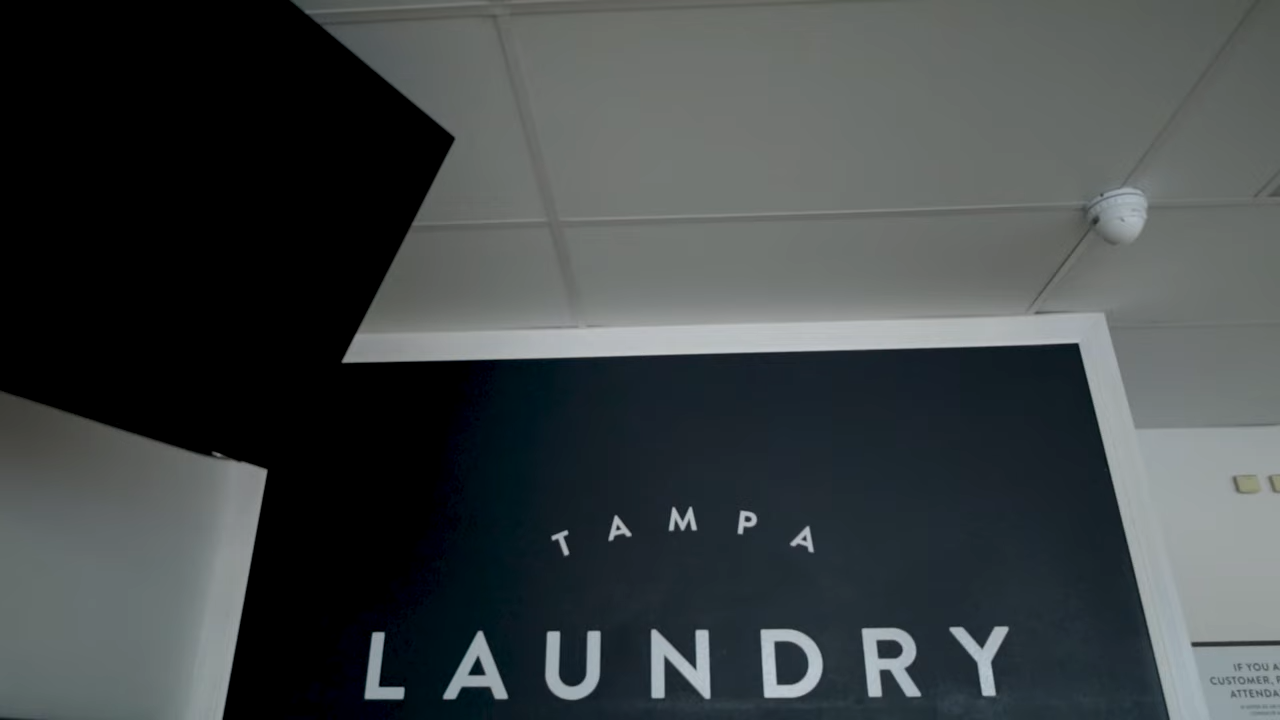 TAMPA
LAUNDRY
IF YOU A
CUSTOMER,
ATTENDA